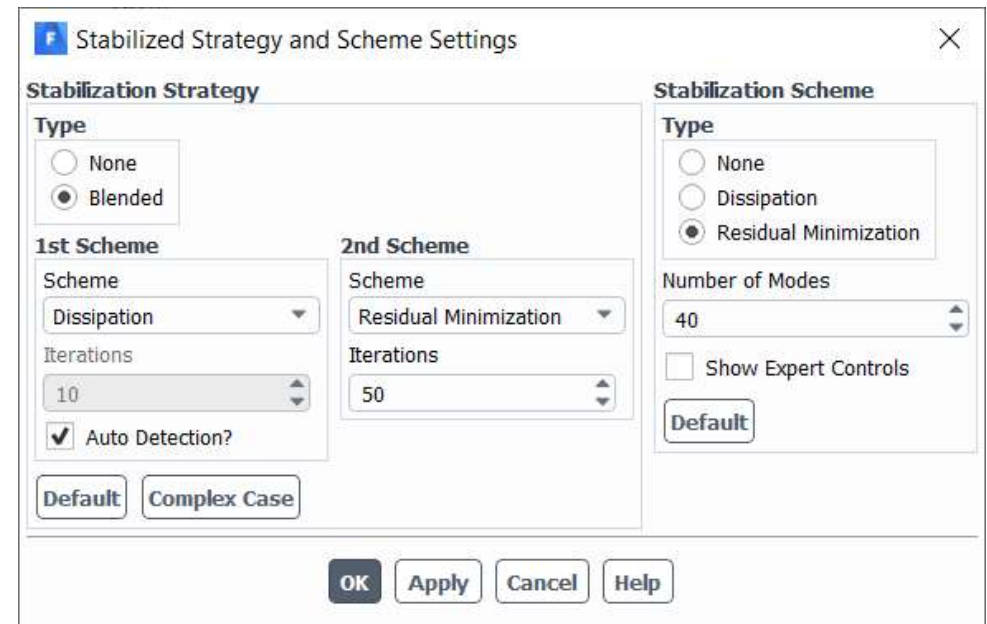 F Stabilized Strategy and Scheme Settings
Stabilization Strategy
Type
None
Blended
1st Scheme
Scheme
Dissipation
Iterations
10
Auto Detection?
2nd Scheme
Scheme
Residual Minimization
Iterations
50
Default Complex Case
Stabilization Scheme
Type
None
Dissipation
Residual Minimization
Number of Modes
40
Show Expert Controls
Default
OK Apply Cancel Help